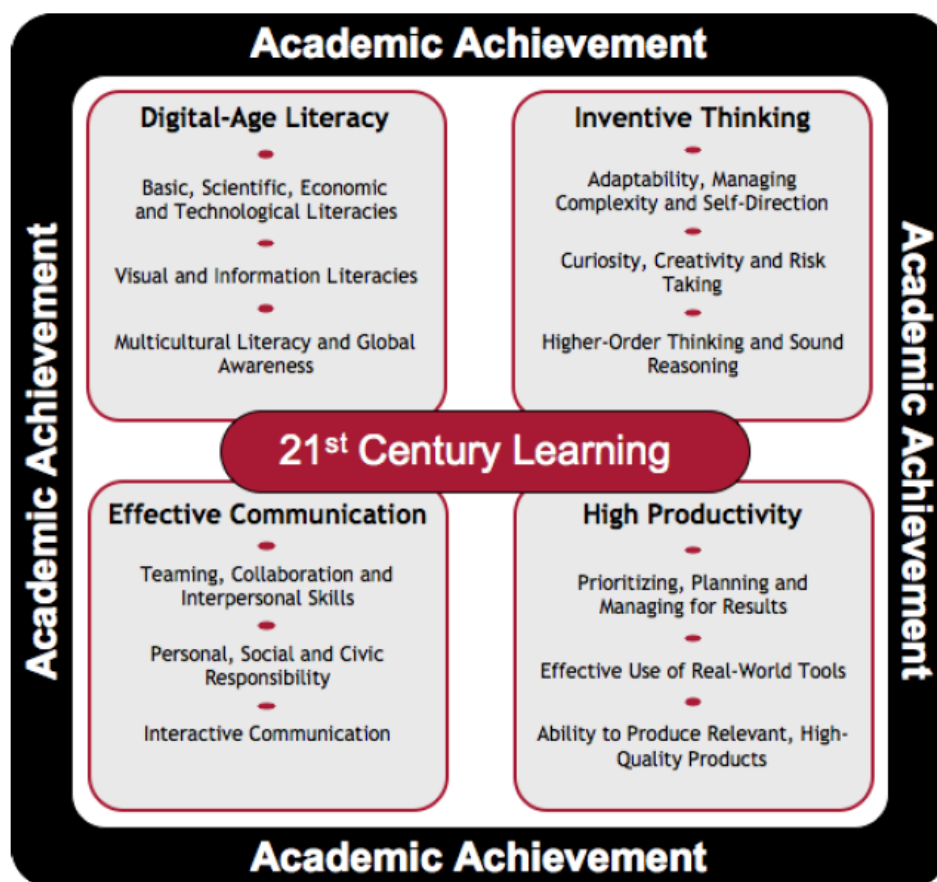 Academic Achievement
Academic Achievement
Digital-Age Literacy
Basic, Scientific, Economic
and Technological Literacies
Visual and Information Literacies
Multicultural Literacy and Global
Awareness
Inventive Thinking
Adaptability, Managing
Complexity and Self-Direction
Curiosity, Creativity and Risk
Taking
Higher-Order Thinking and Sound
Reasoning
Academic Achievement
21st Century Learning
Effective Communication
Teaming, Collaboration and
Interpersonal Skills
Personal, Social and Civic
Responsibility
Interactive Communication
High Productivity
Prioritizing, Planning and
Managing for Results
Effective Use of Real-World Tools
Ability to Produce Relevant, High-
Quality Products
Academic Achievement